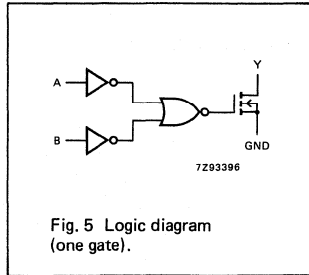 A
B
Y
GND
7Z93396
Fig. 5 Logic diagram
(one gate).